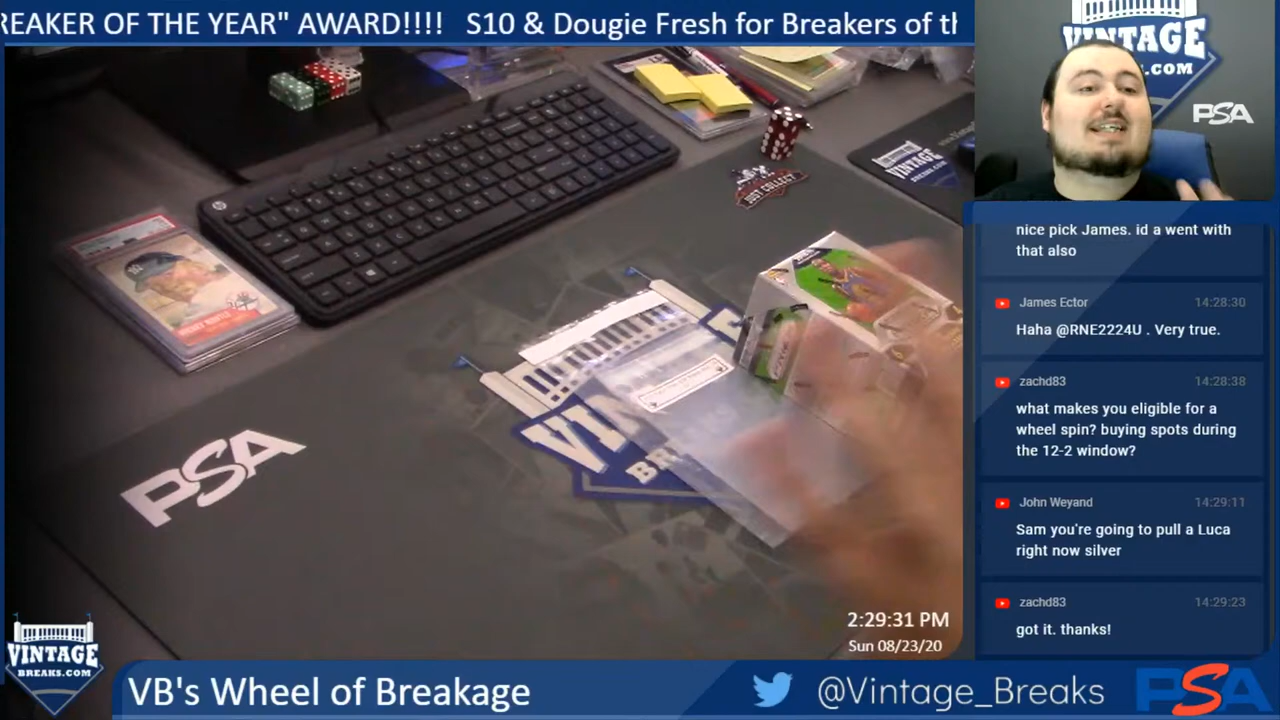 REAKER OF THE YEAR" AWARD!!!! S10 & Dougie Fresh for Breakers of th
VINTAGE
.COM
PSA
VINTAGE
JUST COLLECT
PSA
nice pick James. id a went with
that also
James Ector 14:28:30
Haha @RNE2224U . Very true.
zachd83 14:28:38
what makes you eligible for a
wheel spin? buying spots during
the 12-2 window?
John Weyand 14:29:11
Sam you're going to pull a Luca
right now silver
zachd83 14:29:23
got it. thanks!
2:29:31 PM
Sun 08/23/20
VINTAGE
BREAKS.COM
VB's Wheel of Breakage
@Vintage_Breaks
PSA